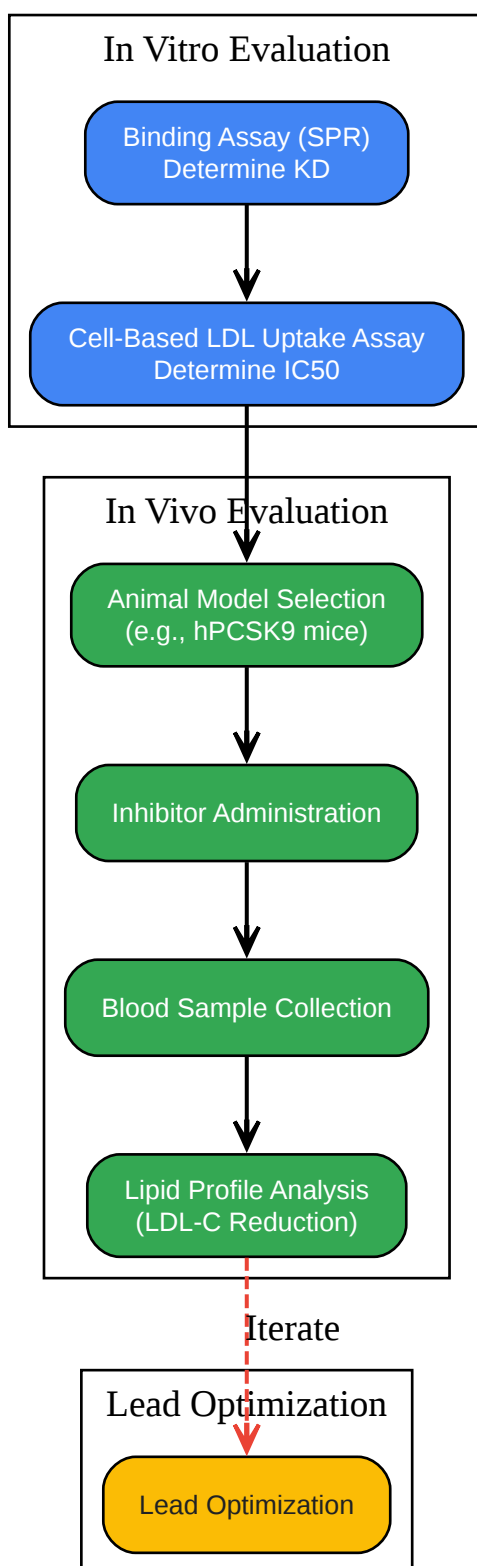 In Vitro Evaluation
Binding Assay (SPR)
Determine KD
Cell-Based LDL Uptake Assay
Determine IC50
In Vivo Evaluation
Animal Model Selection
(e.g., hPCSK9 mice)
Inhibitor Administration
Blood Sample Collection
Lipid Profile Analysis
(LDL-C Reduction)
Iterate
Lead Optimization
Lead Optimization